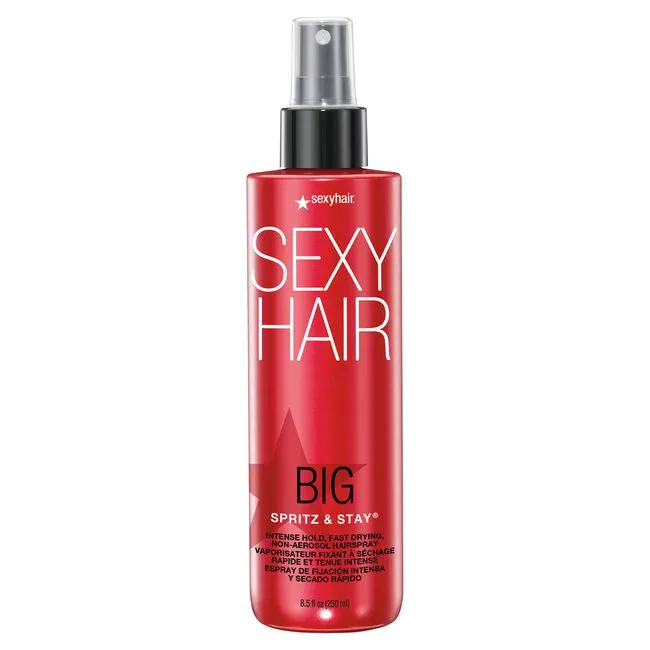 sexyhair.
SEXY
HAIR
BIG
SPRITZ & STAY®
INTENSE HOLD, FAST DRYING,
NON-AEROSOL HAIRSPRAY
VAPORISATEUR FIXANT À SÉCHAGE
RAPIDE ET TENUE INTENSE
ESPRAY DE FIJACIÓN INTENSA
Y SECADO RÁPIDO
8.5 fl oz (250 ml)